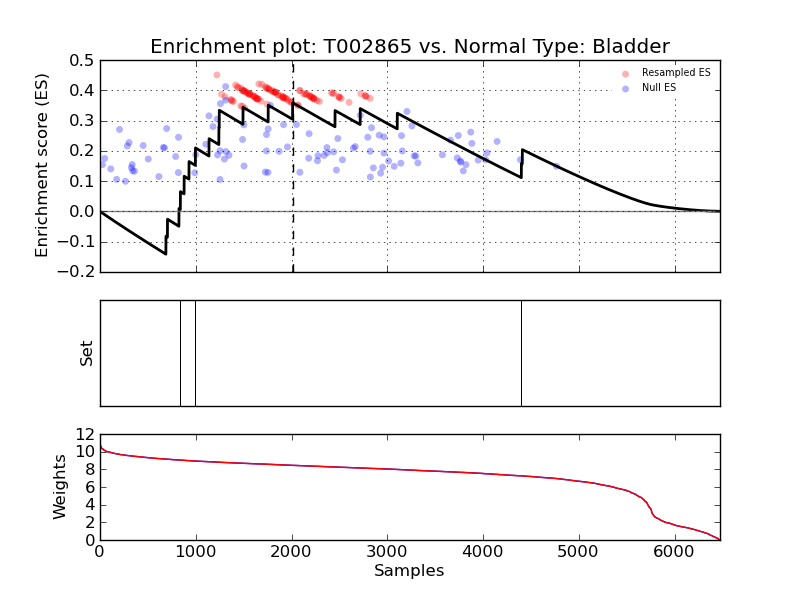 Enrichment plot: T002865 vs. Normal Type: Bladder
Enrichment score (ES)
0.5
0.4
0.3
0.2
0.1
0.0
−0.1
−0.2
Resampled ES
Null ES
Set
Weights
12
10
8
6
4
2
0
0 1000 2000 3000 4000 5000 6000
Samples